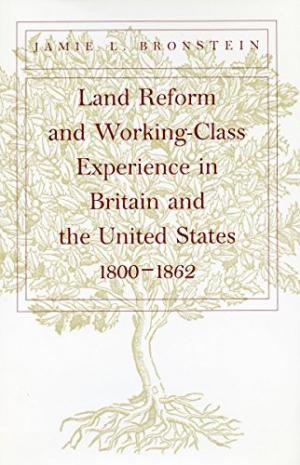 JAMIE L. BRONSTEIN
Land Reform
and Working-Class
Experience in
Britain and
the United States
1800–1862